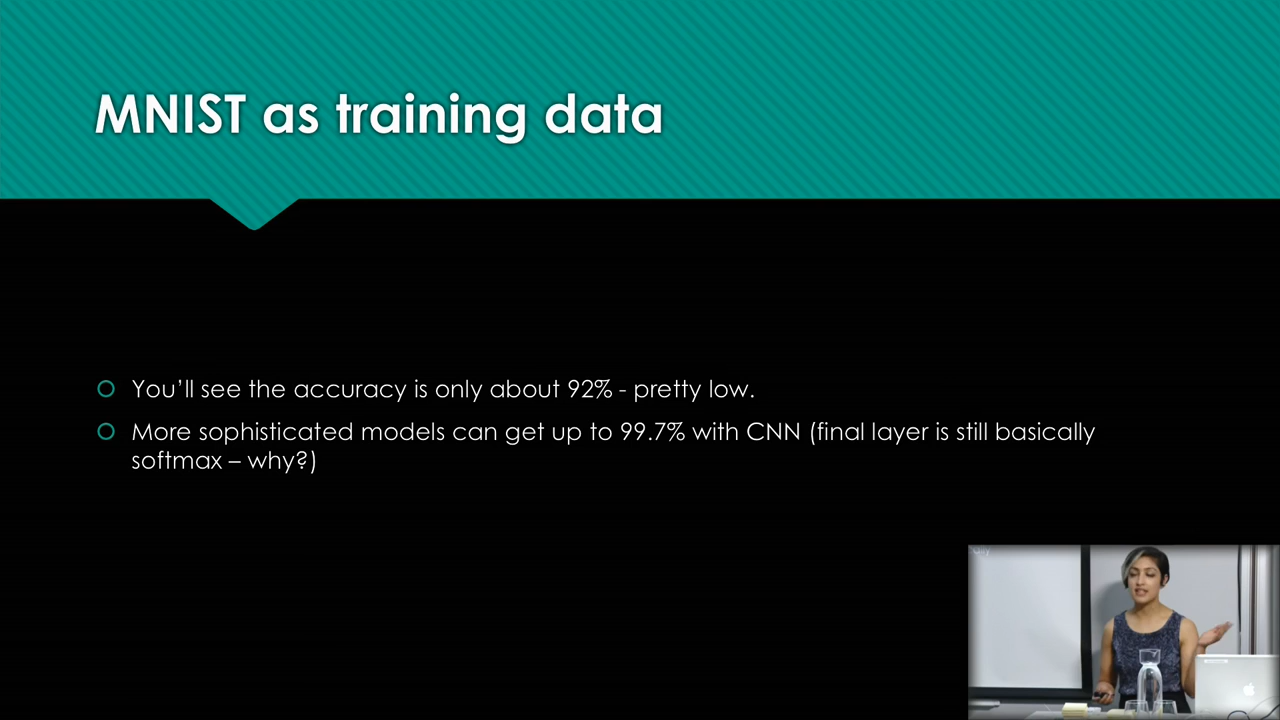 MNIST as training data
You’ll see the accuracy is only about 92% - pretty low.
More sophisticated models can get up to 99.7% with CNN (final layer is still basically
softmax – why?)